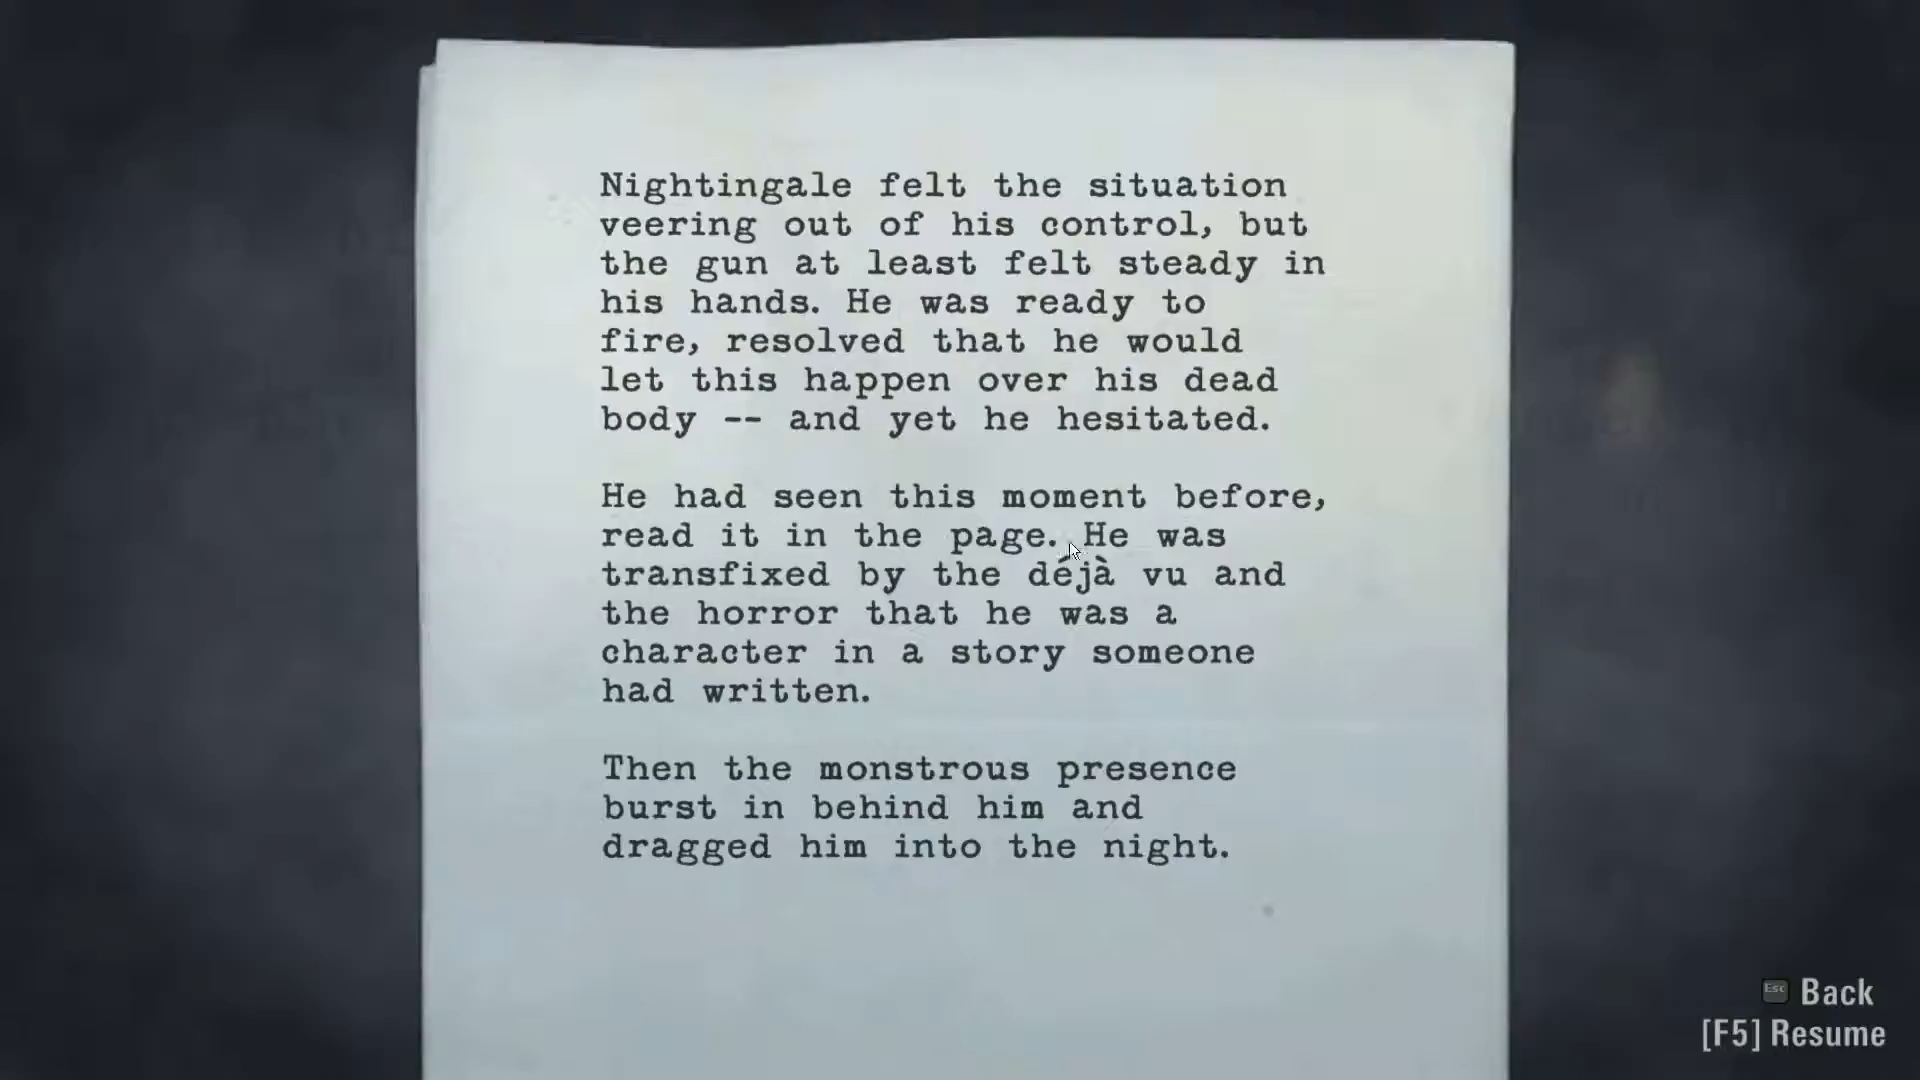 Nightingale felt the situation
veering out of his control, but
the gun at least felt steady in
his hands. He was ready to
fire, resolved that he would
let this happen over his dead
body -- and yet he hesitated.
He had seen this moment before,
read it in the page. He was
transfixed by the déjà vu and
the horror that he was a
character in a story someone
had written.
Then the monstrous presence
burst in behind him and
dragged him into the night.
Esc Back
[F5] Resume